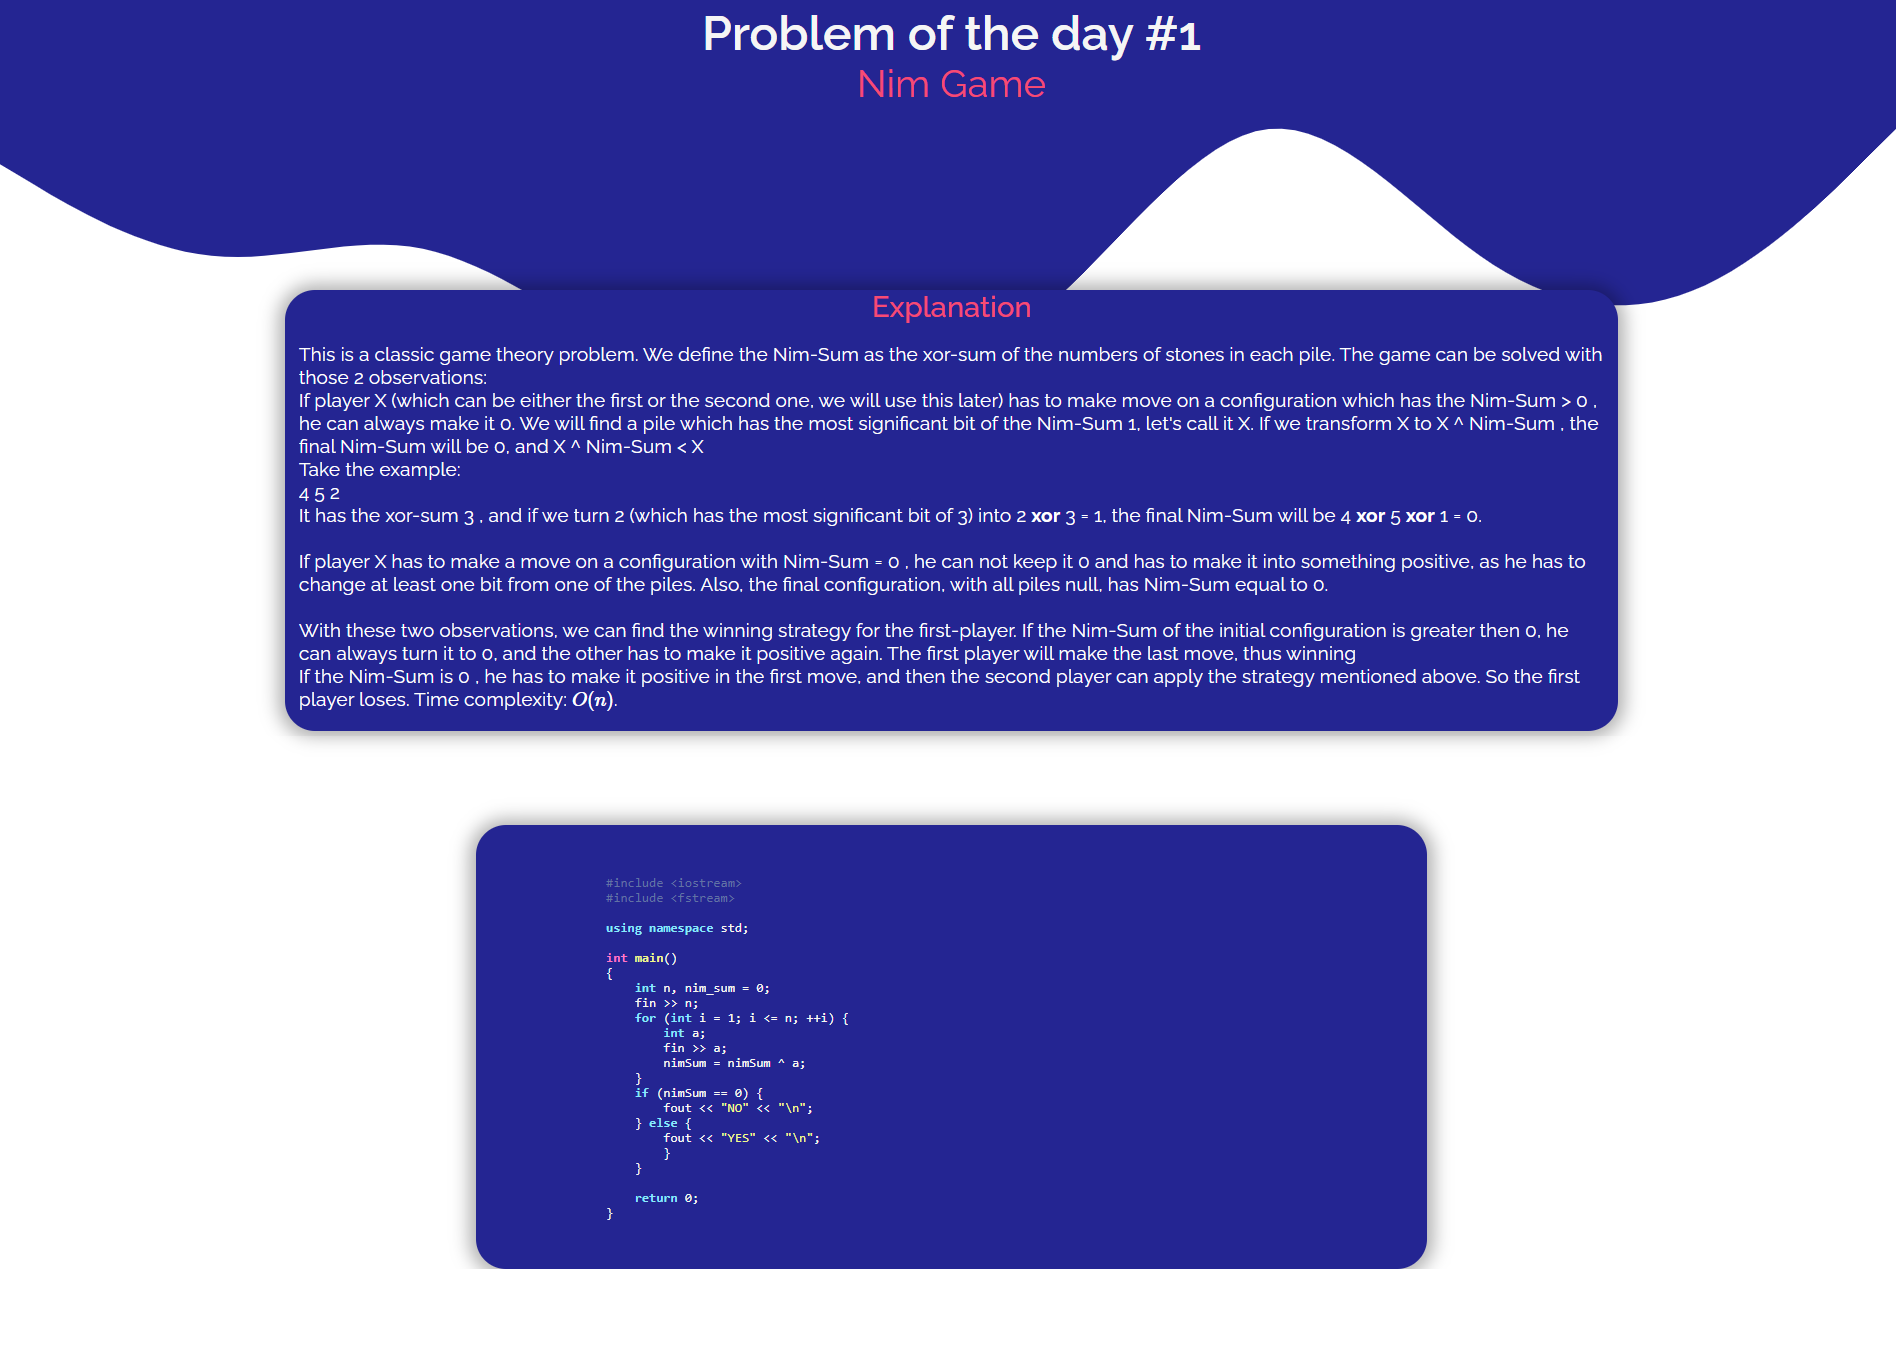 Problem of the day #1
Nim Game
Explanation
This is a classic game theory problem. We define the Nim-Sum as the xor-sum of the numbers of stones in each pile. The game can be solved with
those 2 observations:
If player X (which can be either the first or the second one, we will use this later) has to make move on a configuration which has the Nim-Sum > 0 ,
he can always make it 0. We will find a pile which has the most significant bit of the Nim-Sum 1, let's call it X. If we transform X to X ^ Nim-Sum , the
final Nim-Sum will be 0, and X ^ Nim-Sum < X
Take the example:
4 5 2
It has the xor-sum 3 , and if we turn 2 (which has the most significant bit of 3) into 2 xor 3 = 1, the final Nim-Sum will be 4 xor 5 xor 1 = 0.
If player X has to make a move on a configuration with Nim-Sum = 0 , he can not keep it 0 and has to make it into something positive, as he has to
change at least one bit from one of the piles. Also, the final configuration, with all piles null, has Nim-Sum equal to 0.
With these two observations, we can find the winning strategy for the first-player. If the Nim-Sum of the initial configuration is greater then 0, he
can always turn it to 0, and the other has to make it positive again. The first player will make the last move, thus winning
If the Nim-Sum is 0 , he has to make it positive in the first move, and then the second player can apply the strategy mentioned above. So the first
player loses. Time complexity: O(n).
#include <iostream>
#include <fstream>
using namespace std;
int main()
{
int n, nim_sum = 0;
fin >> n;
for (int i = 1; i <= n; ++i) {
int a;
fin >> a;
nimSum = nimSum ^ a;
}
if (nimSum == 0) {
fout << "NO" << "\n";
} else {
fout << "YES" << "\n";
}
}
return 0;
}